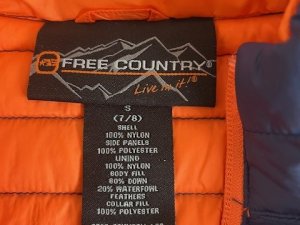 FREE COUNTRY®
Live in it!®
S
(7/8)
SHELL
100% NYLON
SIDE PANELS
100% POLYESTER
LINING
100% NYLON
BODY FILL
80% DOWN
20% WATERFOWL
FEATHERS
COLLAR FILL
100% POLYESTER